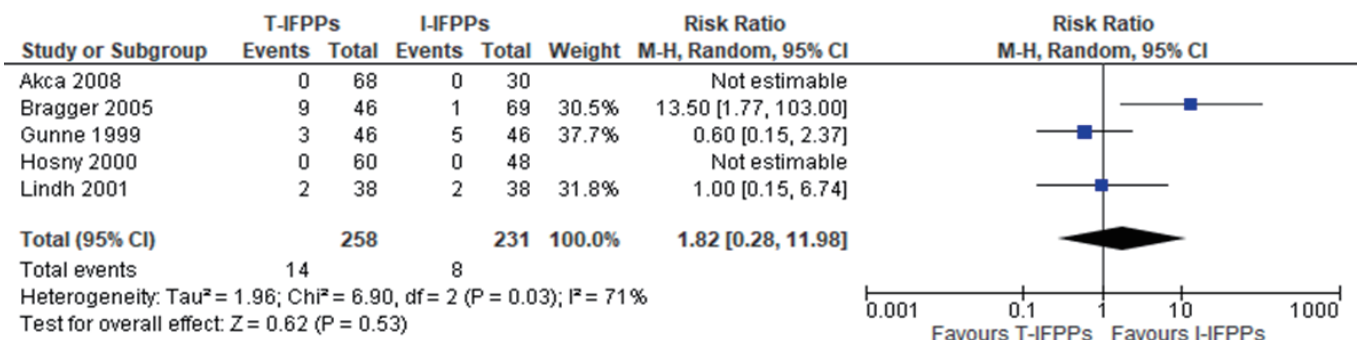 T-IFPPs I-IFPPs Risk Ratio Risk Ratio
Study or Subgroup Events Total Events Total Weight M-H, Random, 95% CI M-H, Random, 95% CI
Akca 2008 0 68 0 30 Not estimable
Bragger 2005 9 46 1 69 30.5% 13.50 [1.77, 103.00]
Gunne 1999 3 46 5 46 37.7% 0.60 [0.15, 2.37]
Hosny 2000 0 60 0 48 Not estimable
Lindh 2001 2 38 2 38 31.8% 1.00 [0.15, 6.74]
Total (95% CI) 258 231 100.0% 1.82 [0.28, 11.98]
Total events 14 8
Heterogeneity: Tau² = 1.96; Chi² = 6.90, df = 2 (P = 0.03); I² = 71%
Test for overall effect: Z = 0.62 (P = 0.53)
0.001 0.1 1 10 1000
Favours T-IFPPs Favours I-IFPPs